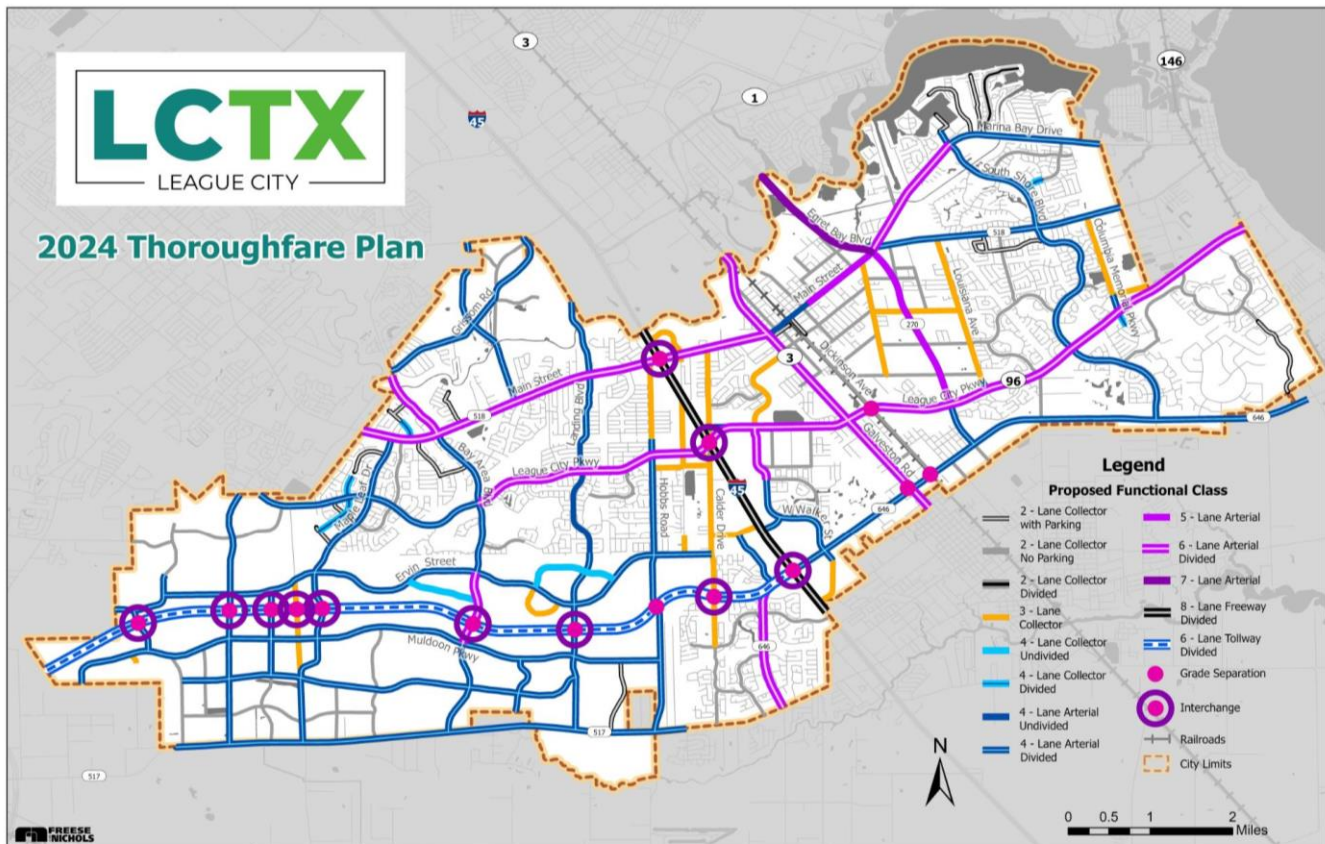 LCTX
LEAGUE CITY
2024 Thoroughfare Plan
3
146
1
45
Marina Bay Drive
South Shore Blvd
Egret Bay Blvd
518
Columbia Memorial Pkwy
Grissom Rd
Main Street
Louisiana Ave
270
3
Dickinson Ave
96
Main Street
518
Landing Blvd
League City Pkwy
646
Bay Area Blvd
League City Pkwy
Galveston Rd
Maple Leaf Dr
Hobbs Road
Calder Drive
45
W Walker St
646
Ervin Street
Muldoon Pkwy
646
517
517
Legend
Proposed Functional Class
2 - Lane Collector
with Parking
2 - Lane Collector
No Parking
2 - Lane Collector
Divided
3 - Lane
Collector
4 - Lane Collector
Undivided
4 - Lane Collector
Divided
4 - Lane Arterial
Undivided
4 - Lane Arterial
Divided
5 - Lane Arterial
6 - Lane Arterial
Divided
7 - Lane Arterial
8 - Lane Freeway
Divided
6 - Lane Tollway
Divided
Grade Separation
Interchange
Railroads
City Limits
N
0 0.5 1 2
Miles
FREESE
NICHOLS